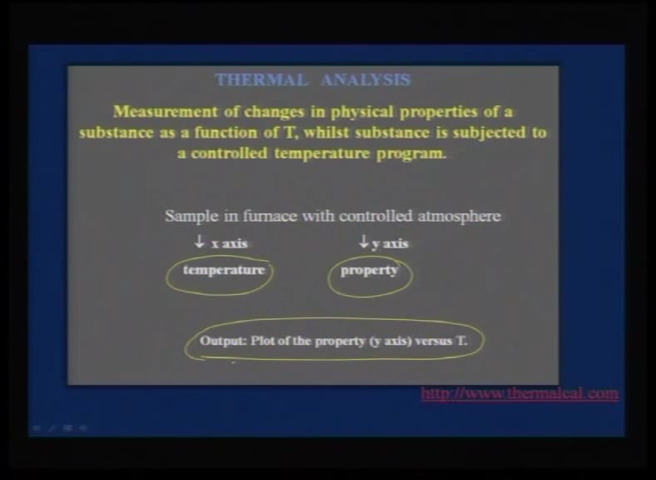 THERMAL ANALYSIS
Measurement of changes in physical properties of a
substance as a function of T, whilst substance is subjected to
a controlled temperature program.
Sample in furnace with controlled atmosphere
↓ x axis ↓ y axis
temperature property
Output: Plot of the property (y axis) versus T.
http://www.thermalcal.com